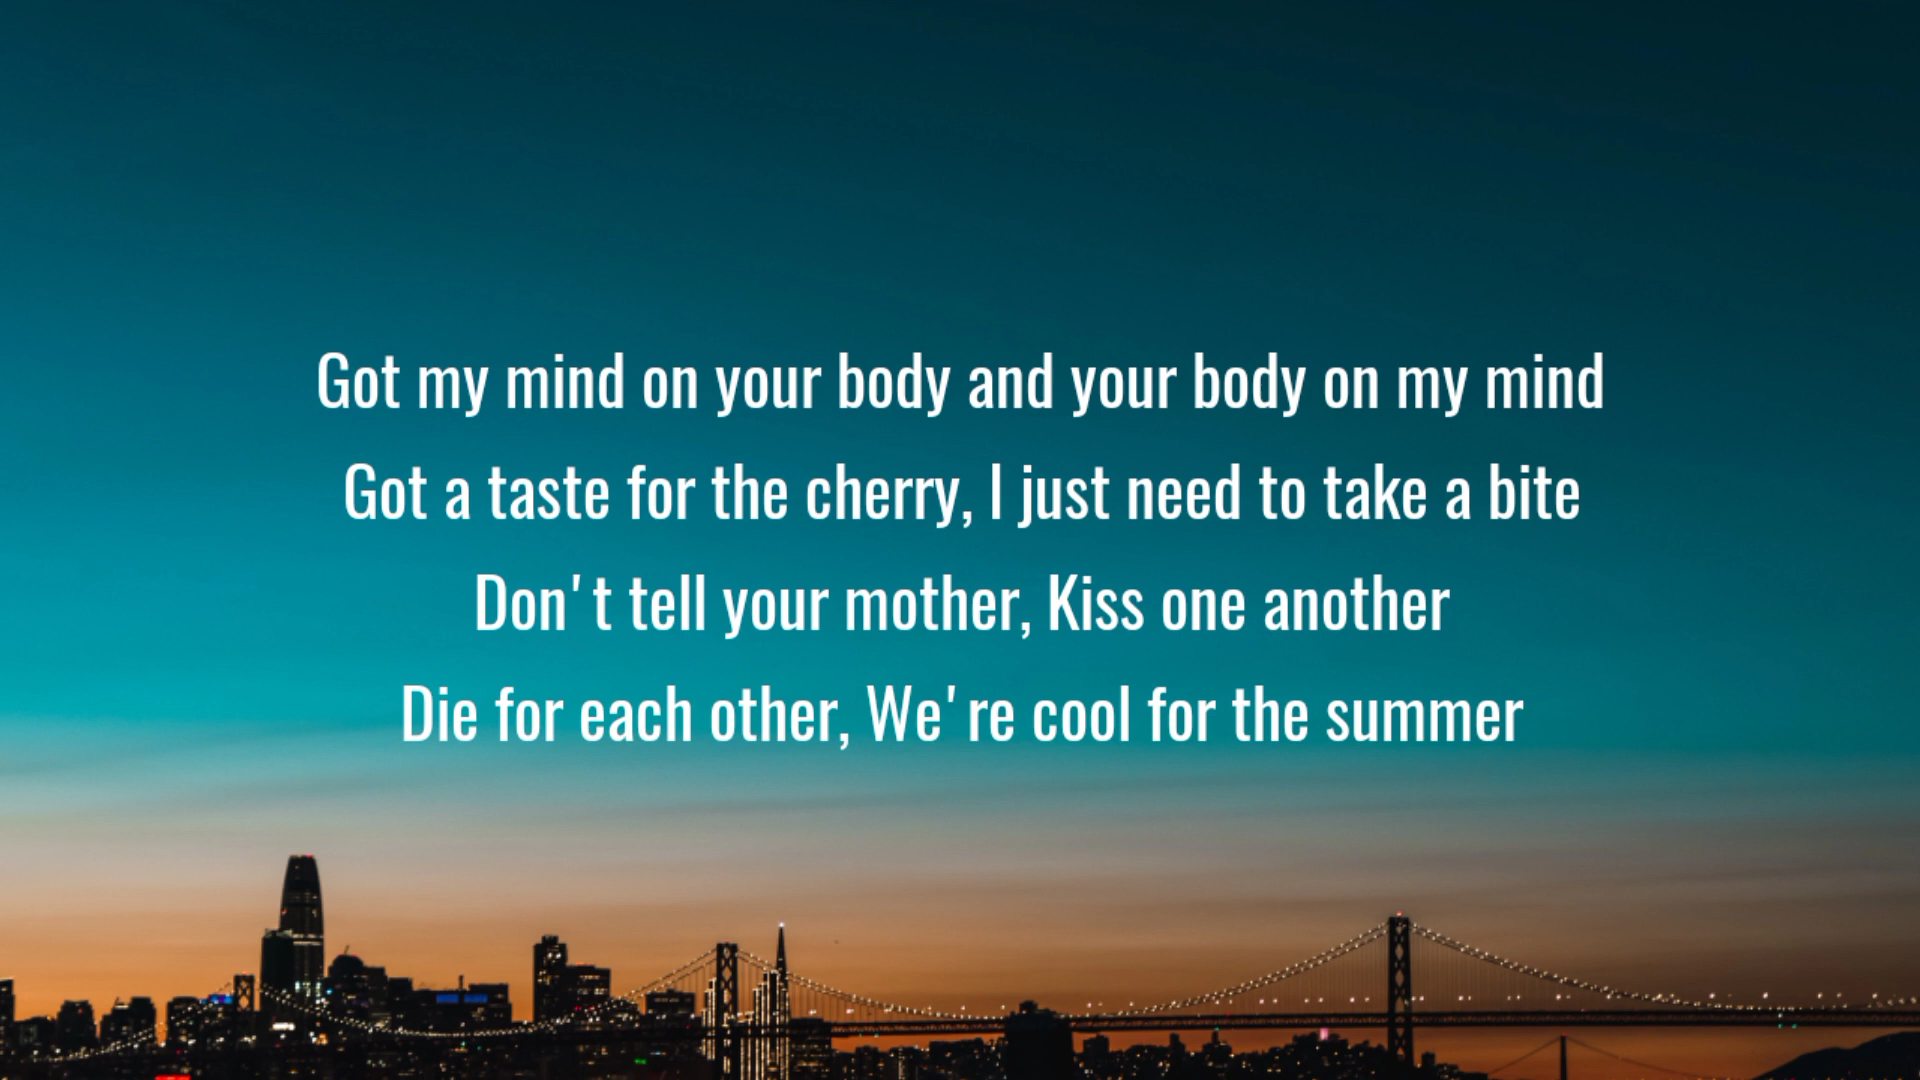 Got my mind on your body and your body on my mind
Got a taste for the cherry, I just need to take a bite
Don't tell your mother, Kiss one another
Die for each other, We're cool for the summer